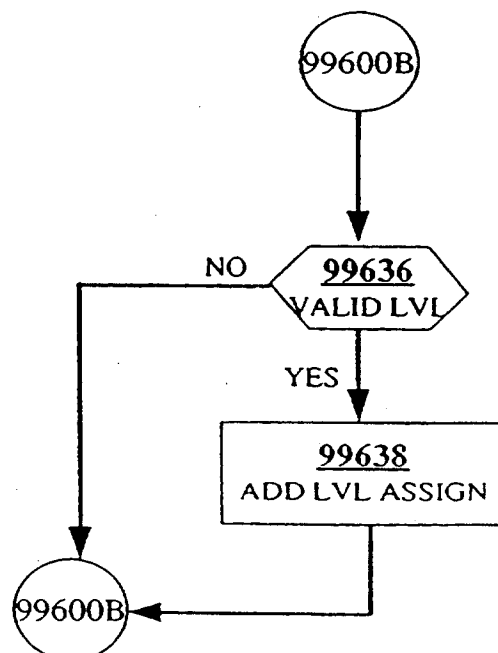 99600B
99636
VALID LVL
NO
YES
99638
ADD LVL ASSIGN
99600B